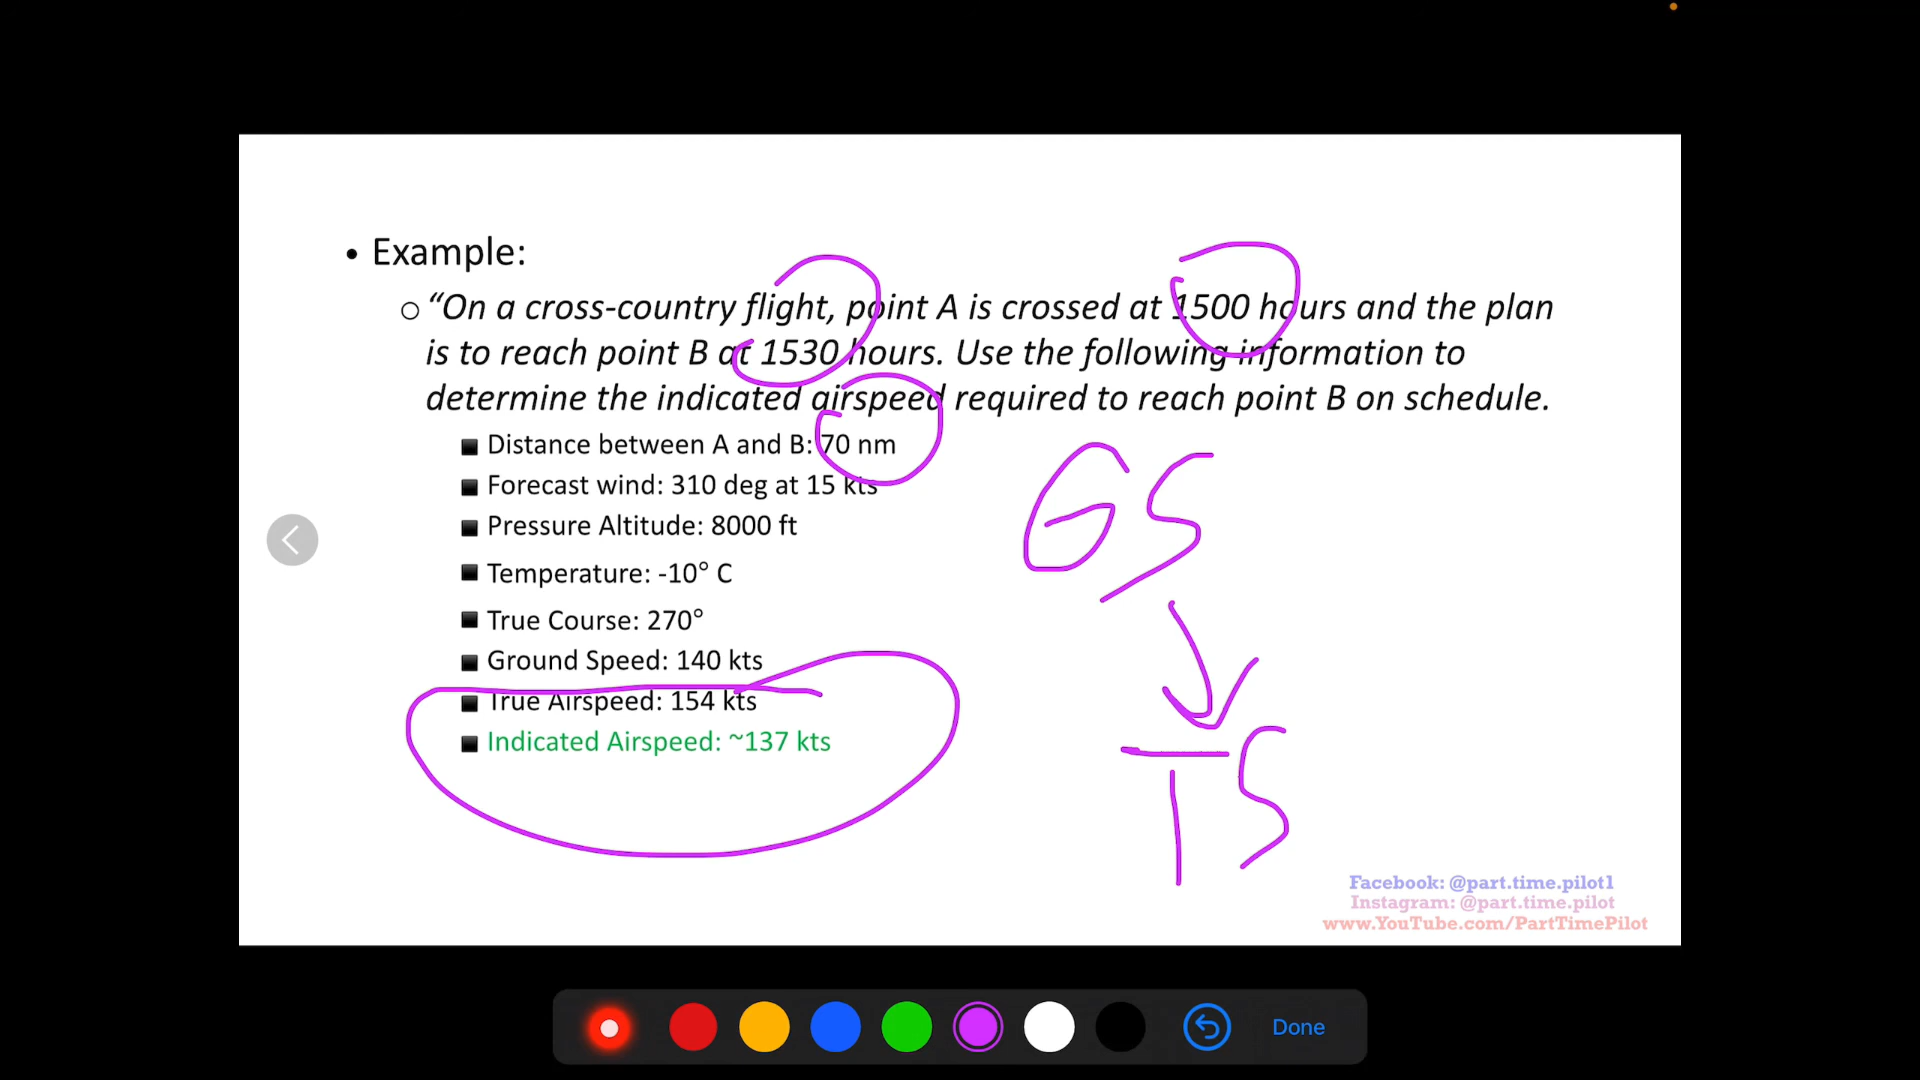 • Example:
○ “On a cross-country flight, point A is crossed at 1500 hours and the plan
is to reach point B at 1530 hours. Use the following information to
determine the indicated airspeed required to reach point B on schedule.
■ Distance between A and B: 70 nm
■ Forecast wind: 310 deg at 15 kts
■ Pressure Altitude: 8000 ft
■ Temperature: -10° C
■ True Course: 270°
■ Ground Speed: 140 kts
■ True Airspeed: 154 kts
■ Indicated Airspeed: ~137 kts
GS
TS
Facebook: @part.time.pilot1
Instagram: @part.time.pilot
www.YouTube.com/PartTimePilot
Done